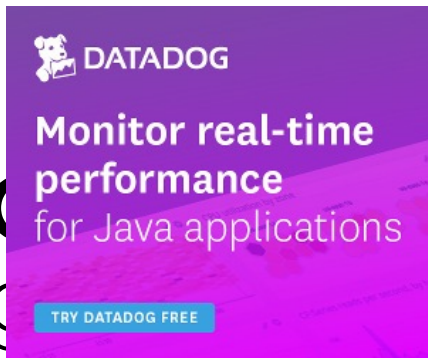 DATADOG
Monitor real-time
performance
for Java applications
TRY DATADOG FREE